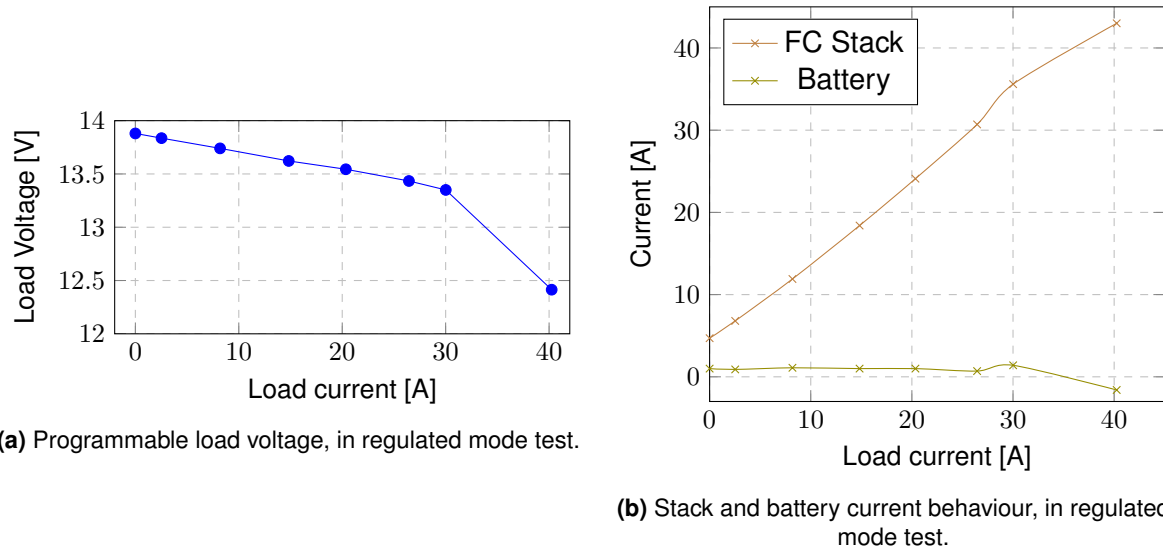 14
13.5
13
12.5
12
Load Voltage [V]
0
10
20
30
40
Load current [A]
(a) Programmable load voltage, in regulated mode test.
FC Stack
Battery
40
30
20
10
0
Current [A]
0
10
20
30
40
Load current [A]
(b) Stack and battery current behaviour, in regulated
mode test.